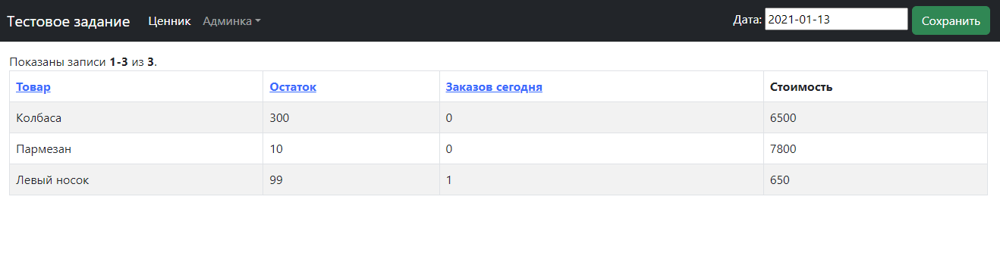 Тестовое задание Ценник Админка Дата: 2021-01-13 Сохранить
Показаны записи 1-3 из 3.
Товар Остаток Заказов сегодня Стоимость
Колбаса 300 0 6500
Пармезан 10 0 7800
Левый носок 99 1 650